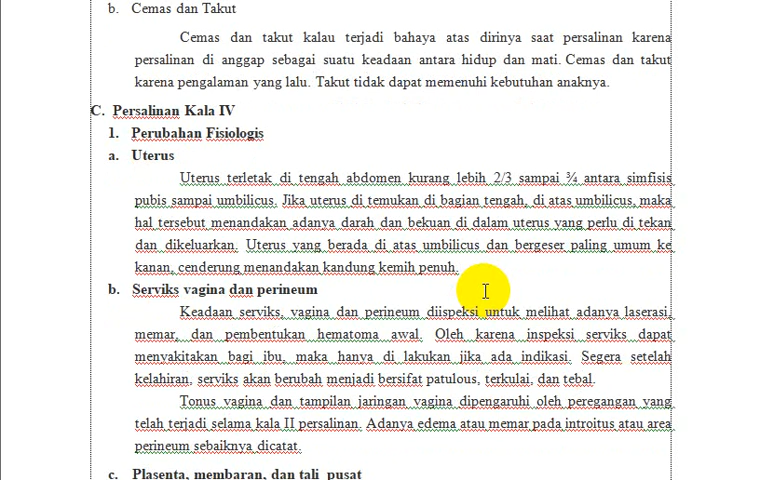 b. Cemas dan Takut
Cemas dan takut kalau terjadi bahaya atas dirinya saat persalinan karena
persalinan di anggap sebagai suatu keadaan antara hidup dan mati. Cemas dan takut
karena pengalaman yang lalu. Takut tidak dapat memenuhi kebutuhan anaknya.
C. Persalinan Kala IV
1. Perubahan Fisiologis
a. Uterus
Uterus terletak di tengah abdomen kurang lebih 2/3 sampai ¾ antara simfisis
pubis sampai umbilicus. Jika uterus di temukan di bagian tengah, di atas umbilicus, maka
hal tersebut menandakan adanya darah dan bekuan di dalam uterus yang perlu di tekan
dan dikeluarkan. Uterus yang berada di atas umbilicus dan bergeser paling umum ke
kanan, cenderung menandakan kandung kemih penuh.
b. Serviks vagina dan perineum
Keadaan serviks, vagina dan perineum diispeksi untuk melihat adanya laserasi,
memar, dan pembentukan hematoma awal. Oleh karena inspeksi serviks dapat
menyakitakan bagi ibu, maka hanya di lakukan jika ada indikasi. Segera setelah
kelahiran, serviks akan berubah menjadi bersifat patulous, terkulai, dan tebal.
Tonus vagina dan tampilan jaringan vagina dipengaruhi oleh peregangan yang
telah terjadi selama kala II persalinan. Adanya edema atau memar pada introitus atau area
perineum sebaiknya dicatat.
c. Plasenta, membaran, dan tali pusat